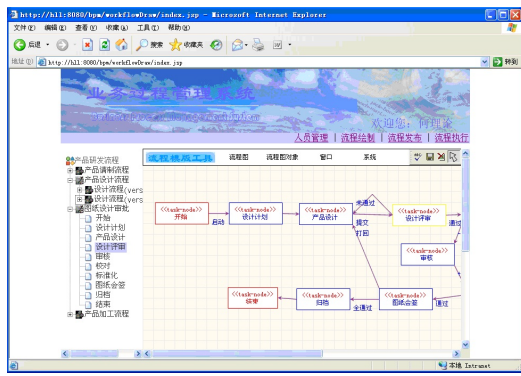 http://hll:8080/bpm/workflowDraw/index.jsp - Microsoft Internet Explorer
文件(F) 编辑(E) 查看(V) 收藏(A) 工具(T) 帮助(H)
后退 搜索 收藏夹
地址(D) http://hll:8080/bpm/workflowDraw/index.jsp 转到
业务过程管理系统
欢迎您:
人员管理 | 流程绘制 | 流程发布 | 流程执行
流程模版工具 流程图 流程图对象 窗口 系统
产品研发流程
产品请制流程
产品设计流程
设计流程(vers
设计流程(vers
图纸设计审批
开始
设计计划
产品设计
设计评审
审核
校对
标准化
图纸会签
归档
结束
产品加工流程
<<task-node>>
开始
启动
<<task-node>>
设计计划
<<task-node>>
产品设计
未通过
提交
打回
<<task-node>>
设计评审
通过
<<task-node>>
审核
<<task-node>>
结束
<<task-node>>
归档
全通过
<<task-node>>
图纸会签
通过
本地 Intranet